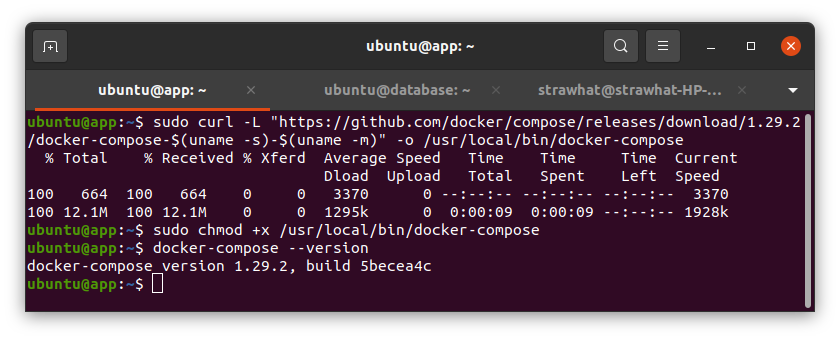 ubuntu@app: ~
ubuntu@app: ~ × ubuntu@database: ~ × strawhat@strawhat-HP-... ×
ubuntu@app:~$ sudo curl -L "https://github.com/docker/compose/releases/download/1.29.2
/docker-compose-$(uname -s)-$(uname -m)" -o /usr/local/bin/docker-compose
  % Total    % Received % Xferd  Average Speed   Time    Time     Time  Current
                                 Dload  Upload   Total   Spent    Left  Speed
100   664  100   664    0     0   3370      0 --:--:-- --:--:-- --:--:--  3370
100 12.1M  100 12.1M    0     0  1295k      0  0:00:09  0:00:09 --:--:-- 1928k
ubuntu@app:~$ sudo chmod +x /usr/local/bin/docker-compose
ubuntu@app:~$ docker-compose --version
docker-compose version 1.29.2, build 5becea4c
ubuntu@app:~$